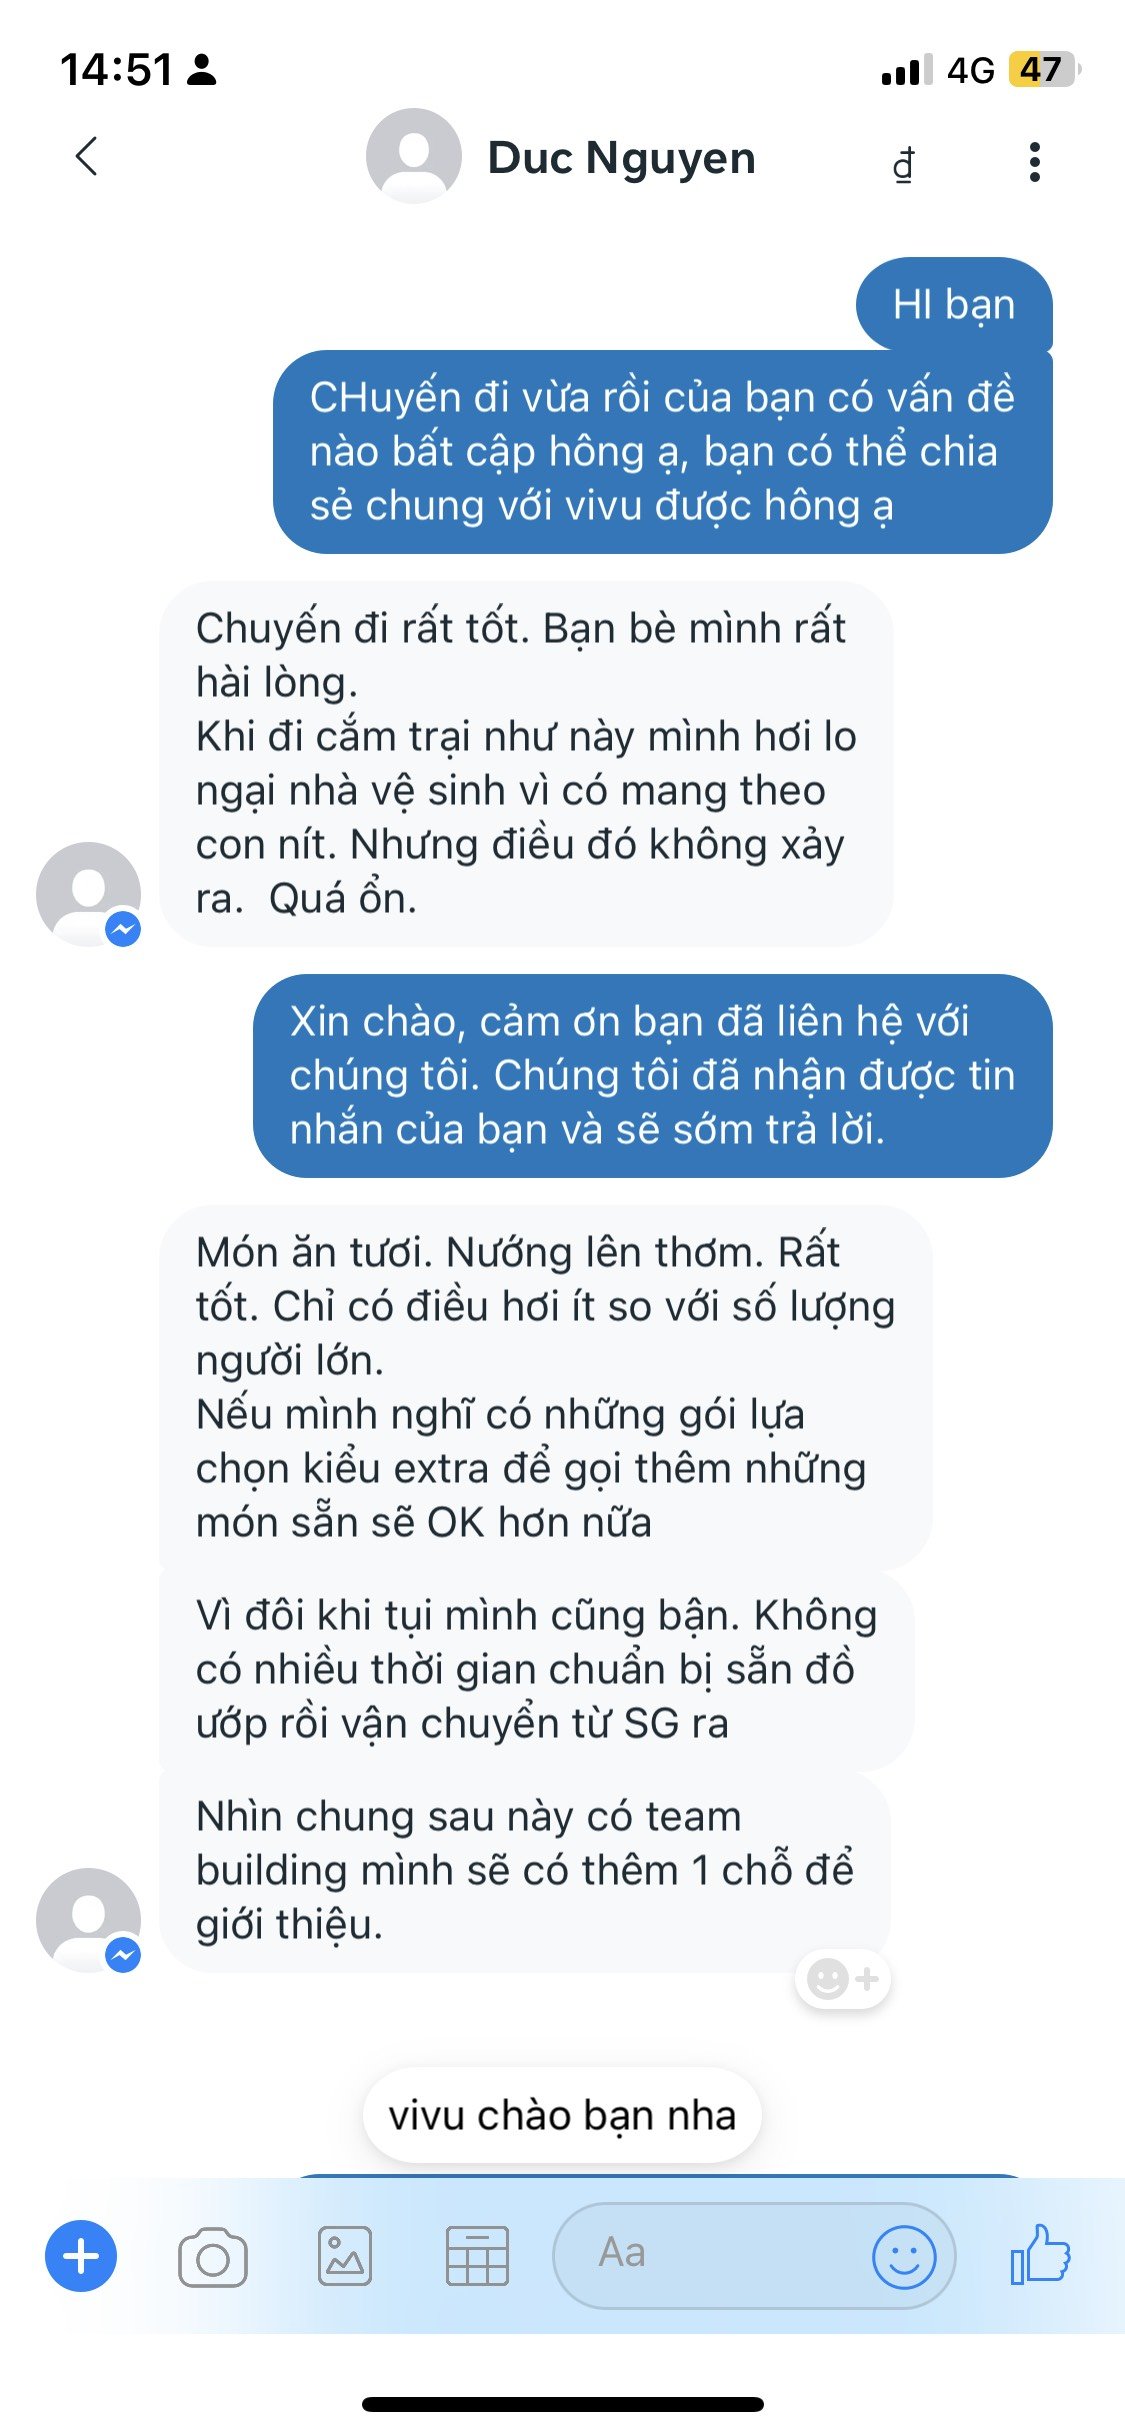 14:51
4G
47
Duc Nguyen
₫
HI bạn
CHuyến đi vừa rồi của bạn có vấn đề
nào bất cập hông ạ, bạn có thể chia
sẻ chung với vivu được hông ạ
Chuyến đi rất tốt. Bạn bè mình rất
hài lòng.
Khi đi cắm trại như này mình hơi lo
ngại nhà vệ sinh vì có mang theo
con nít. Nhưng điều đó không xảy
ra.  Quá ổn.
Xin chào, cảm ơn bạn đã liên hệ với
chúng tôi. Chúng tôi đã nhận được tin
nhắn của bạn và sẽ sớm trả lời.
Món ăn tươi. Nướng lên thơm. Rất
tốt. Chỉ có điều hơi ít so với số lượng
người lớn.
Nếu mình nghĩ có những gói lựa
chọn kiểu extra để gọi thêm những
món sẵn sẽ OK hơn nữa
Vì đôi khi tụi mình cũng bận. Không
có nhiều thời gian chuẩn bị sẵn đồ
ướp rồi vận chuyển từ SG ra
Nhìn chung sau này có team
building mình sẽ có thêm 1 chỗ để
giới thiệu.
vivu chào bạn nha
Aa